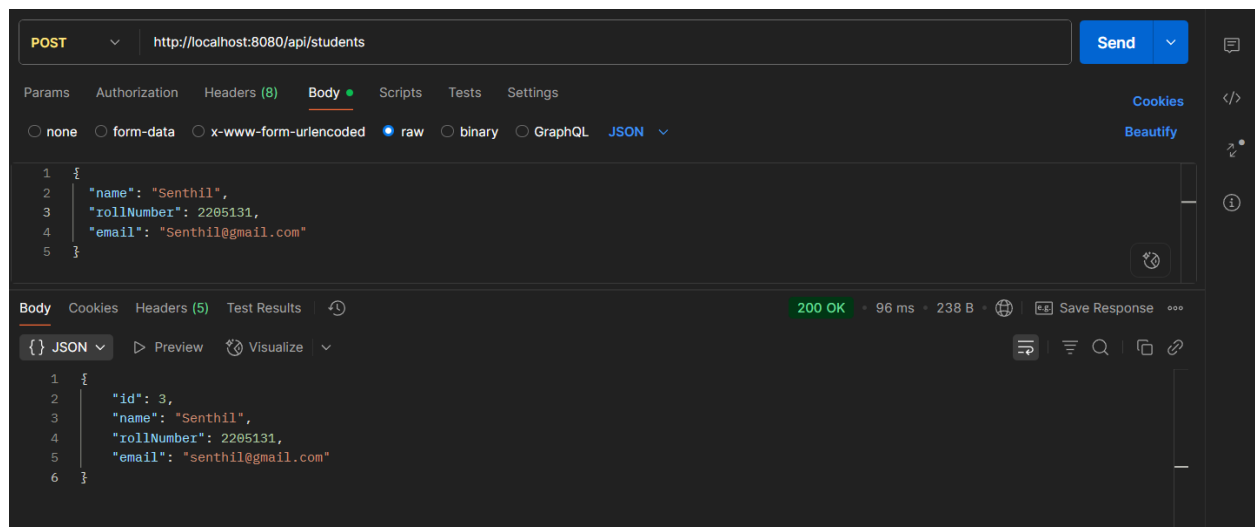 POST http://localhost:8080/api/students Send
Params Authorization Headers (8) Body Scripts Tests Settings Cookies
none form-data x-www-form-urlencoded raw binary GraphQL JSON Beautify
1 {
2 "name": "Senthil",
3 "rollNumber": 2205131,
4 "email": "Senthil@gmail.com"
5 }
Body Cookies Headers (5) Test Results 200 OK • 96 ms • 238 B • e.g. Save Response
{} JSON Preview Visualize
1 {
2 "id": 3,
3 "name": "Senthil",
4 "rollNumber": 2205131,
5 "email": "senthil@gmail.com"
6 }